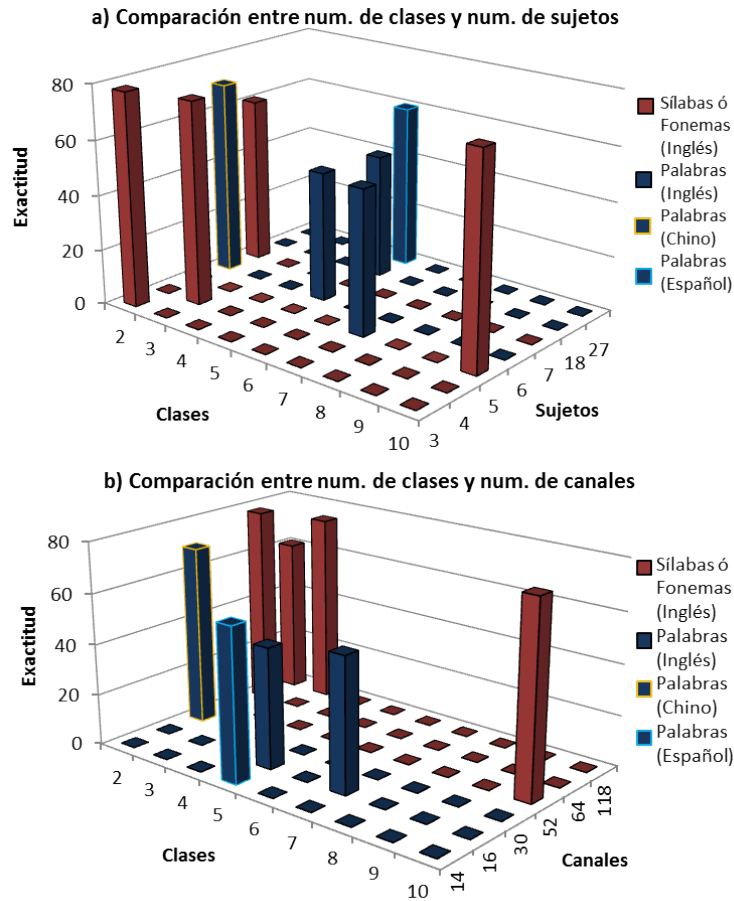 a) Comparación entre num. de clases y num. de sujetos
80
60
40
20
0
Exactitud
2
3
4
5
6
7
8
9
10
Clases
3
4
5
6
7
18
27
Sujetos
Sílabas ó
Fonemas
(Inglés)
Palabras
(Inglés)
Palabras
(Chino)
Palabras
(Español)
b) Comparación entre num. de clases y num. de canales
80
60
40
20
0
Exactitud
2
3
4
5
6
7
8
9
10
Clases
14
16
30
52
64
118
Canales
Sílabas ó
Fonemas
(Inglés)
Palabras
(Inglés)
Palabras
(Chino)
Palabras
(Español)